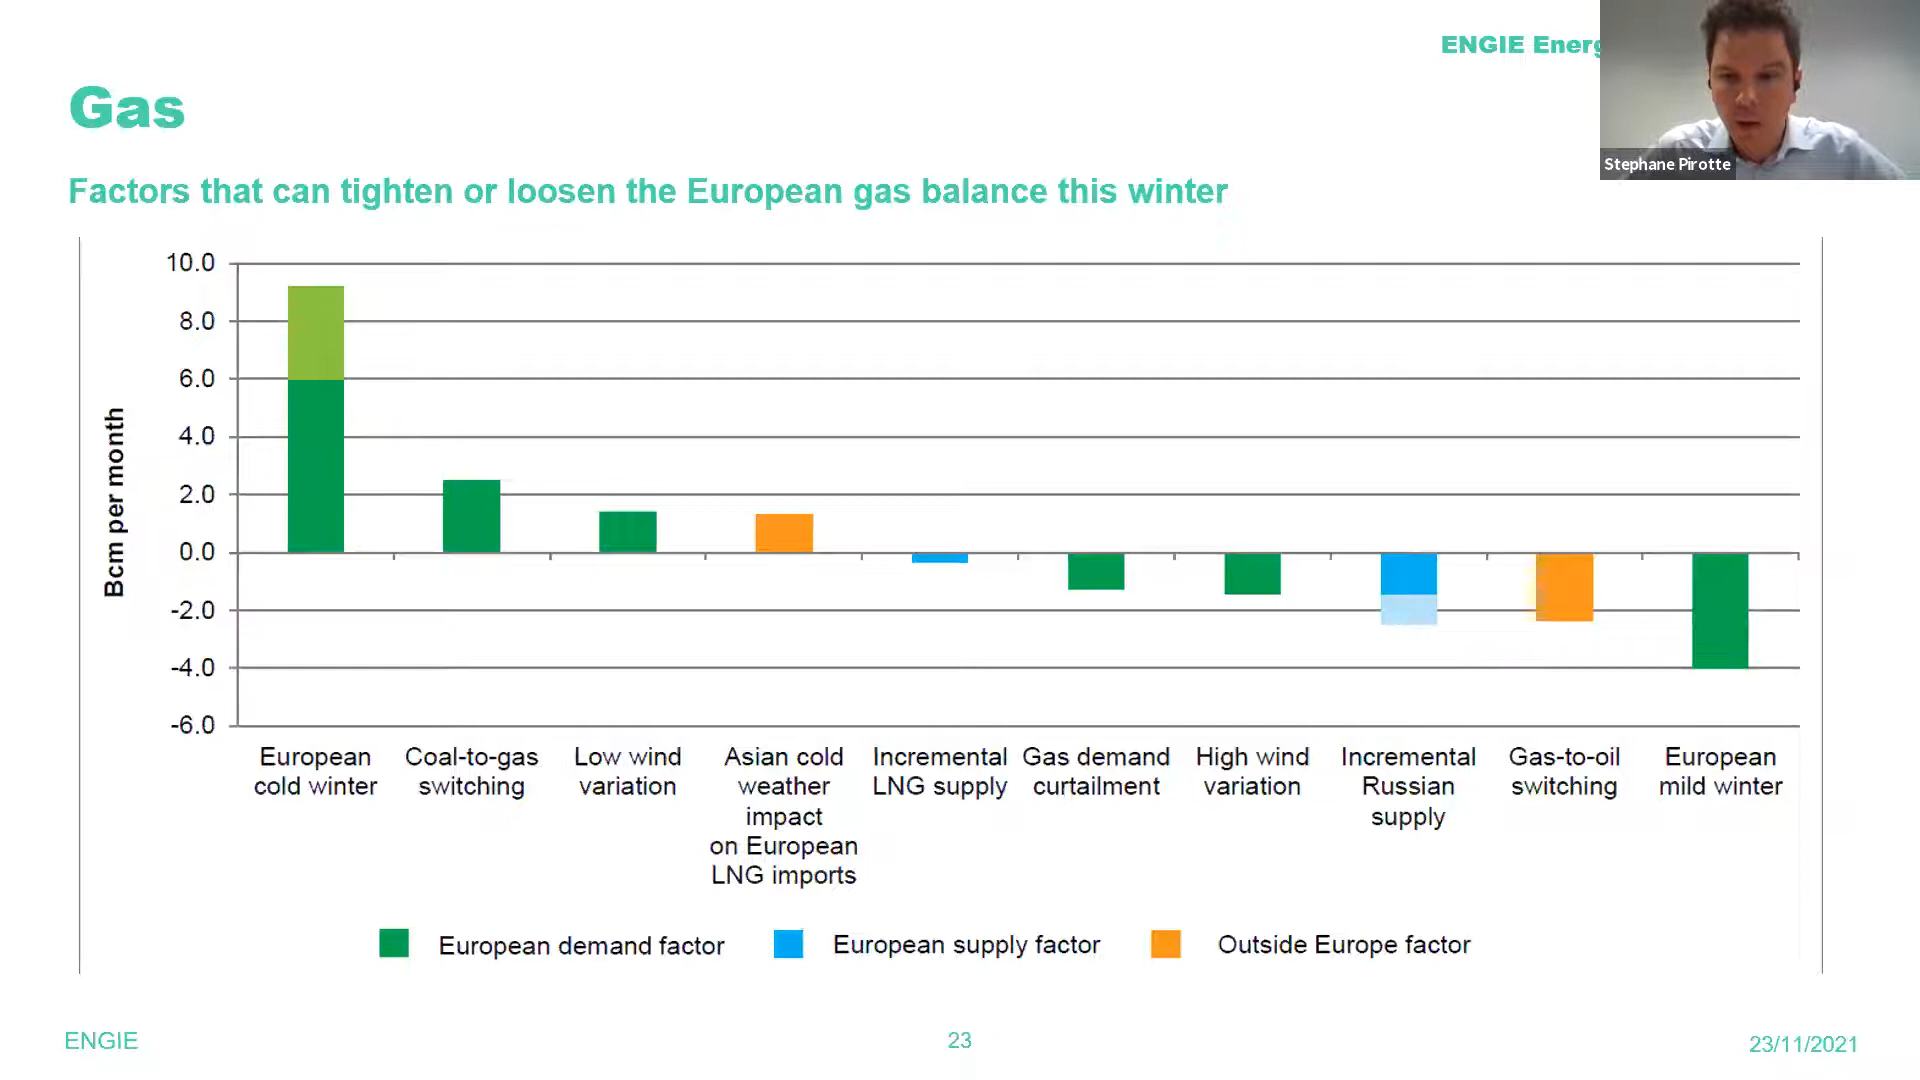 ENGIE Energ
Stephane Pirotte
Gas
Factors that can tighten or loosen the European gas balance this winter
Bcm per month
10.0
8.0
6.0
4.0
2.0
0.0
-2.0
-4.0
-6.0
European cold winter
Coal-to-gas switching
Low wind variation
Asian cold weather impact on European LNG imports
Incremental LNG supply
Gas demand curtailment
High wind variation
Incremental Russian supply
Gas-to-oil switching
European mild winter
European demand factor
European supply factor
Outside Europe factor
ENGIE
23
23/11/2021